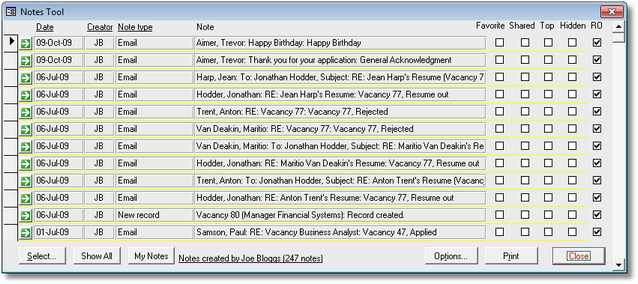 Notes Tool
Date Creator Note type Note Favorite Shared Top Hidden RO
09-Oct-09 JB Email Aimer, Trevor: Happy Birthday: Happy Birthday
09-Oct-09 JB Email Aimer, Trevor: Thank you for your application: General Acknowledgment
06-Jul-09 JB Email Harp, Jean: To: Jonathan Hodder, Subject: RE: Jean Harp's Resume (Vacancy 7
06-Jul-09 JB Email Hodder, Jonathan: RE: Jean Harp's Resume: Vacancy 77, Resume out
06-Jul-09 JB Email Trent, Anton: RE: Vacancy 77: Vacancy 77, Rejected
06-Jul-09 JB Email Van Deakin, Maritio: RE: Vacancy 77: Vacancy 77, Rejected
06-Jul-09 JB Email Van Deakin, Maritio: To: Jonathan Hodder, Subject: RE: Maritio Van Deakin's Re
06-Jul-09 JB Email Hodder, Jonathan: RE: Maritio Van Deakin's Resume: Vacancy 77, Resume out
06-Jul-09 JB Email Trent, Anton: To: Jonathan Hodder, Subject: RE: Anton Trent's Resume (Vacanc
06-Jul-09 JB Email Hodder, Jonathan: RE: Anton Trent's Resume: Vacancy 77, Resume out
06-Jul-09 JB New record Vacancy 80 (Manager Financial Systems): Record created.
01-Jul-09 JB Email Samson, Paul: RE: Vacancy Business Analyst: Vacancy 47, Applied
Select... Show All My Notes Notes created by Joe Bloggs (247 notes) Options... Print Close